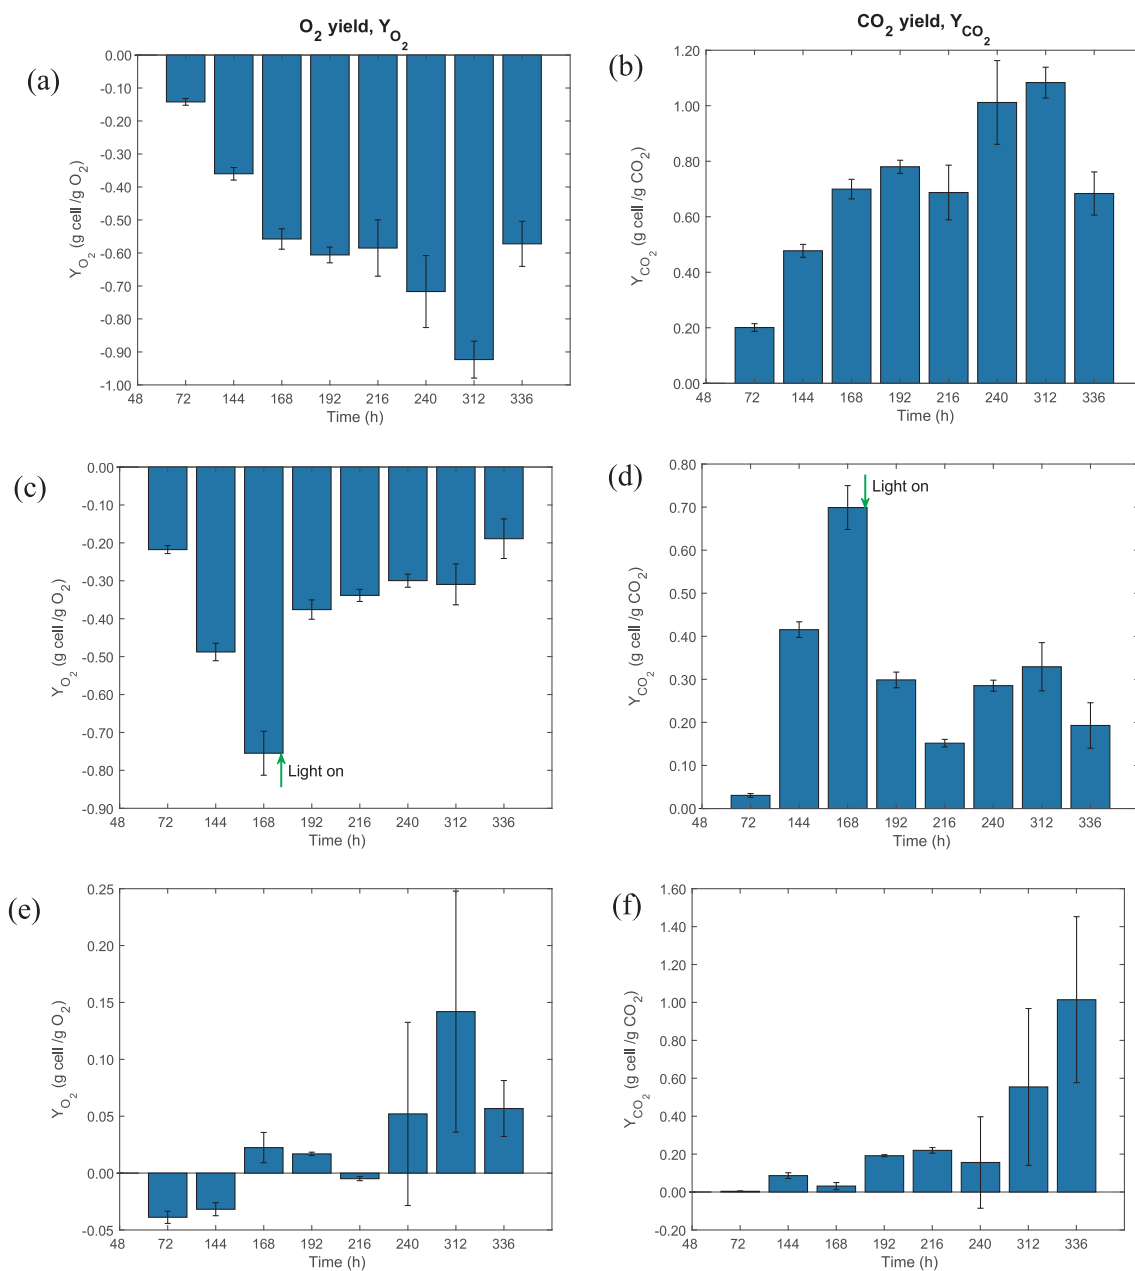 O2 yield, YO2
CO2 yield, YCO2
(a)
0.00
-0.10
-0.20
-0.30
-0.40
-0.50
-0.60
-0.70
-0.80
-0.90
-1.00
YO2 (g cell /g O2)
48 72 144 168 192 216 240 312 336
Time (h)
(b)
1.20
1.00
0.80
0.60
0.40
0.20
0.00
YCO2 (g cell /g CO2)
48 72 144 168 192 216 240 312 336
Time (h)
(c)
0.00
-0.10
-0.20
-0.30
-0.40
-0.50
-0.60
-0.70
-0.80
-0.90
YO2 (g cell /g O2)
Light on
48 72 144 168 192 216 240 312 336
Time (h)
(d)
0.80
0.70
0.60
0.50
0.40
0.30
0.20
0.10
0.00
YCO2 (g cell /g CO2)
Light on
48 72 144 168 192 216 240 312 336
Time (h)
(e)
0.25
0.20
0.15
0.10
0.05
0.00
-0.05
YO2 (g cell /g O2)
48 72 144 168 192 216 240 312 336
Time (h)
(f)
1.60
1.40
1.20
1.00
0.80
0.60
0.40
0.20
0.00
-0.20
YCO2 (g cell /g CO2)
48 72 144 168 192 216 240 312 336
Time (h)